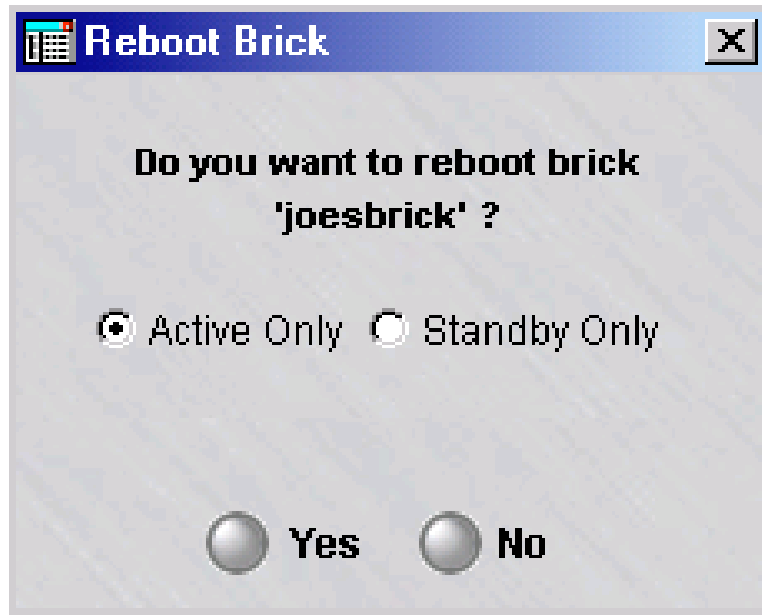 Reboot Brick
Do you want to reboot brick
'joesbrick' ?
Active Only Standby Only
Yes No